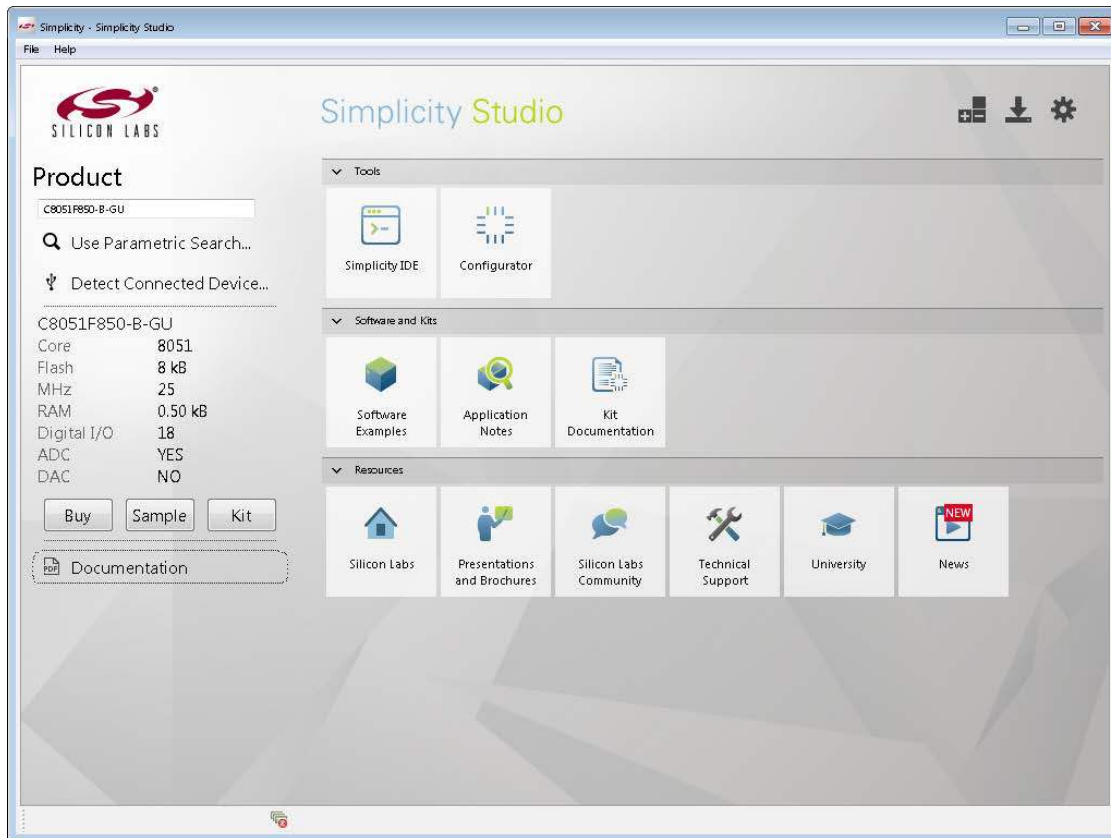 Simplicity - Simplicity Studio
File Help
SILICON LABS
Simplicity Studio
Product
C8051F850-B-GU
Use Parametric Search...
Detect Connected Device...
C8051F850-B-GU
Core 8051
Flash 8 kB
MHz 25
RAM 0.50 kB
Digital I/O 18
ADC YES
DAC NO
Buy Sample Kit
PDF Documentation
Tools
Simplicity IDE
Configurator
Software and Kits
Software
Examples
Application
Notes
Kit
Documentation
Resources
Silicon Labs
Presentations
and Brochures
Silicon Labs
Community
Technical
Support
University
NEW
News